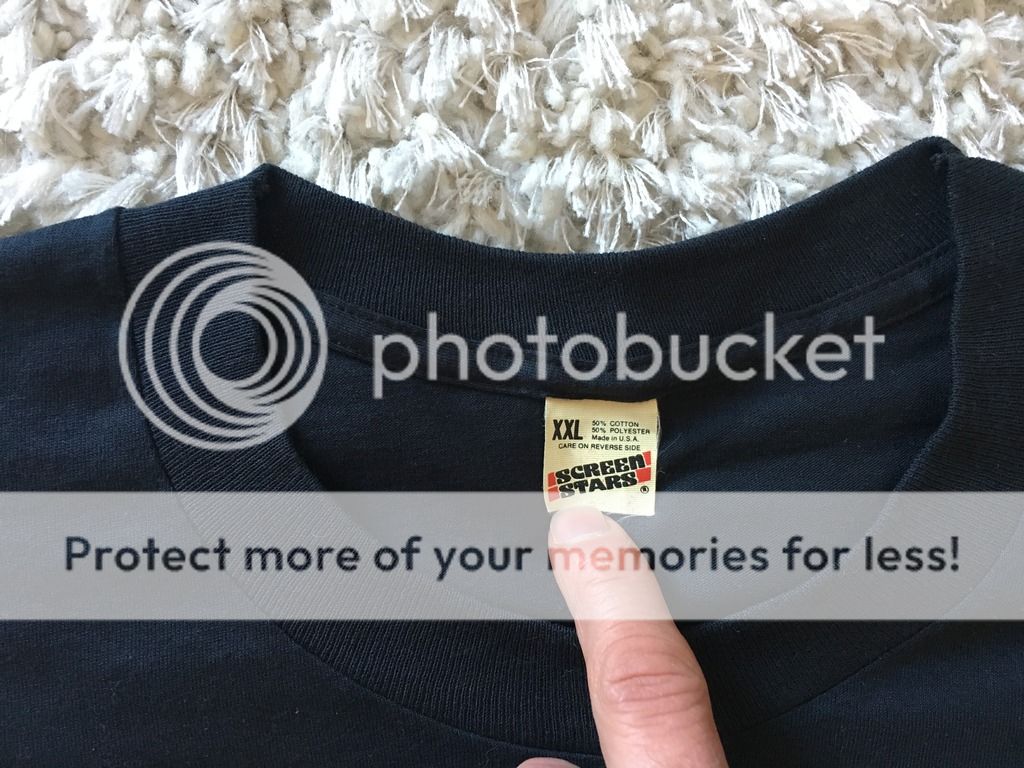 photobucket
XXL
50% COTTON
50% POLYESTER
Made in U.S.A.
CARE ON REVERSE SIDE
SCREEN
STARS
®
Protect more of your memories for less!